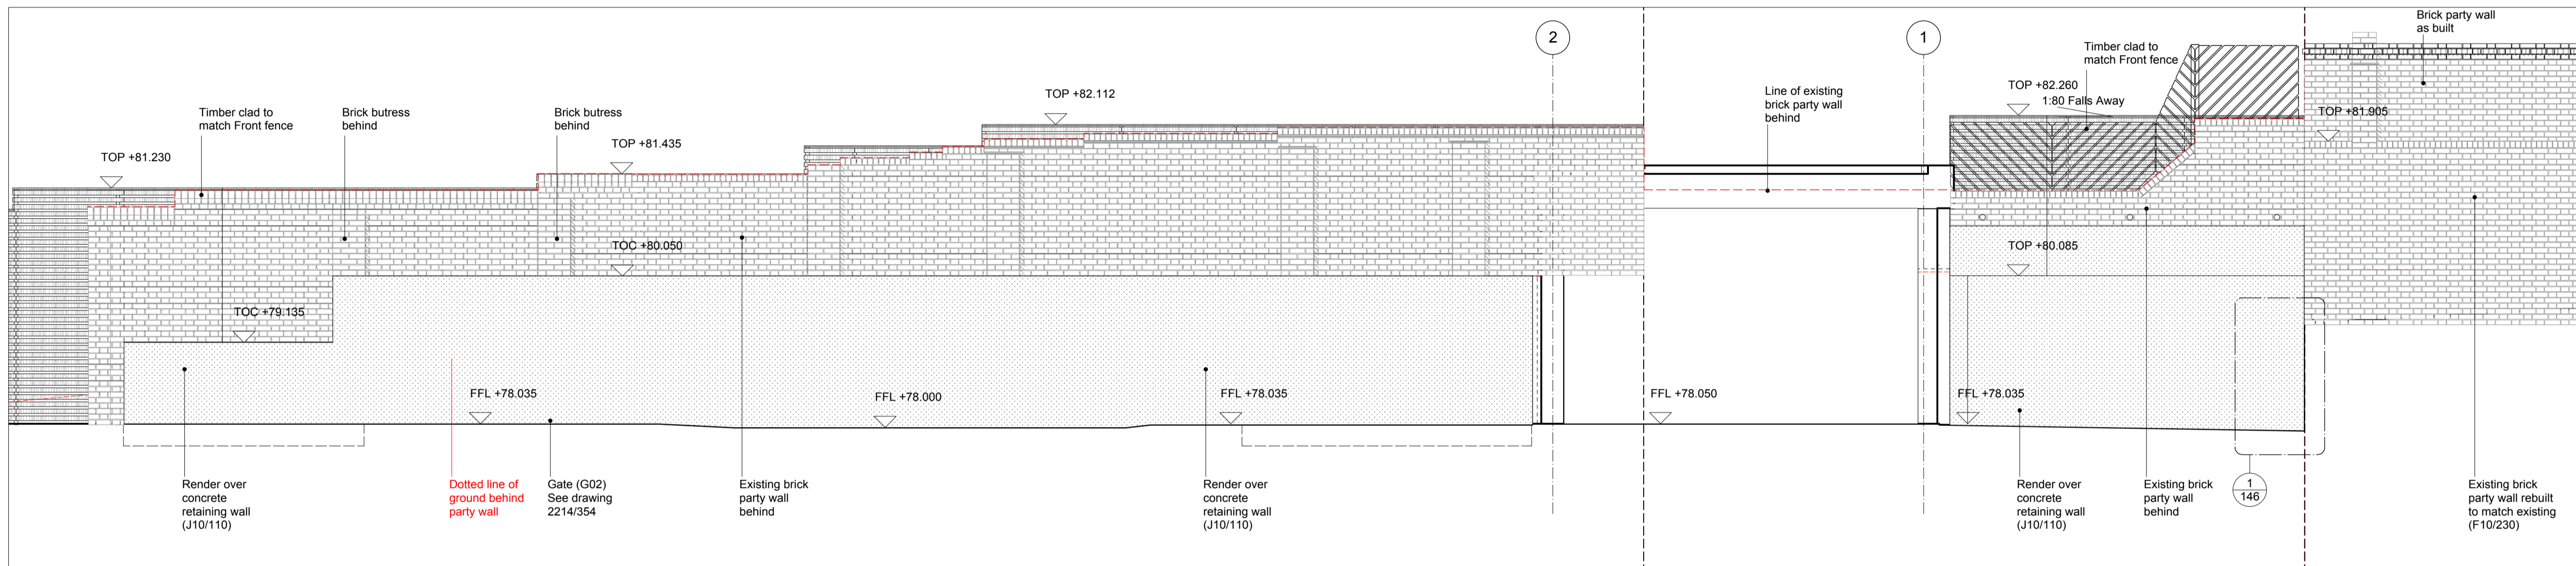 Brick party wall
as built
2
1
Timber clad to
match Front fence
TOP +82.260
1:80 Falls Away
Line of existing
brick party wall
behind
TOP +82.112
Timber clad to
match Front fence
Brick butress
behind
Brick butress
behind
TOP +81.905
TOP +81.435
TOP +81.230
TOC +80.050
TOP +80.085
TOC +79.135
FFL +78.035
FFL +78.000
FFL +78.035
FFL +78.050
FFL +78.035
Render over
concrete
retaining wall
(J10/110)
Dotted line of
ground behind
party wall
Gate (G02)
See drawing
2214/354
Existing brick
party wall
behind
Render over
concrete
retaining wall
(J10/110)
Render over
concrete
retaining wall
(J10/110)
Existing brick
party wall
behind
1
146
Existing brick
party wall rebuilt
to match existing
(F10/230)